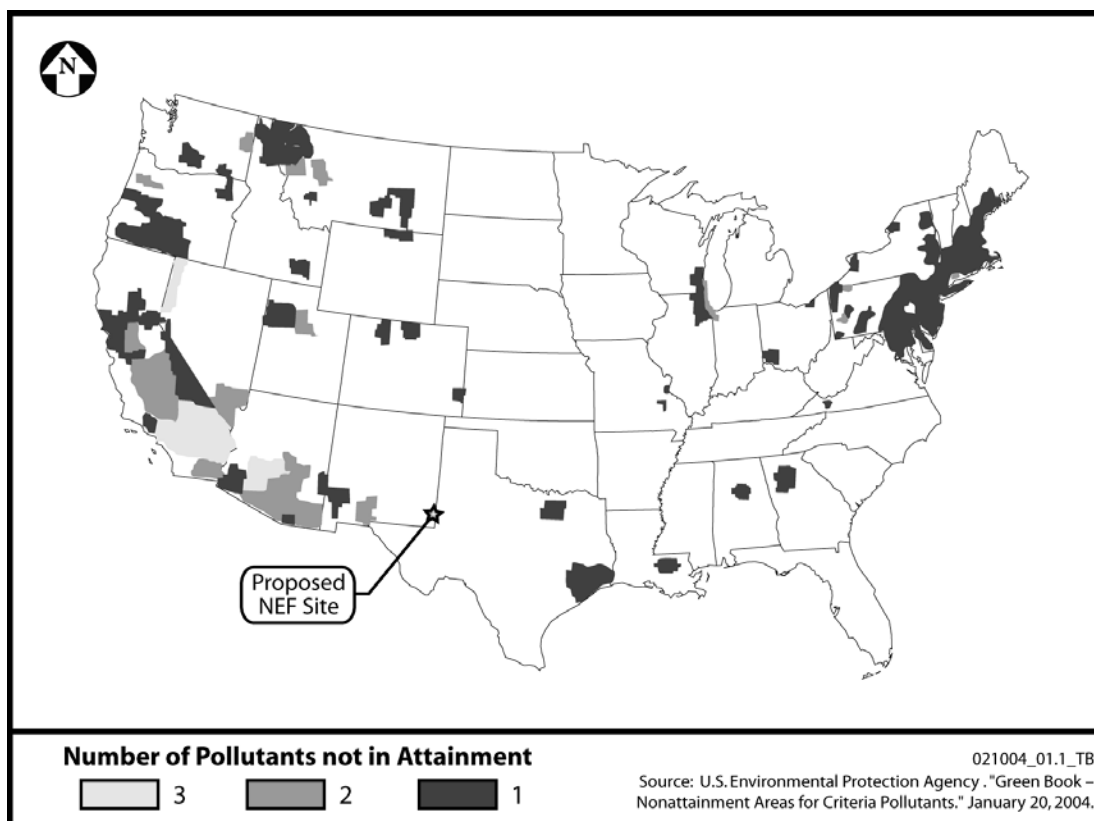 N
Proposed
NEF Site
Number of Pollutants not in Attainment
3
2
1
021004_01.1_TB
Source: U.S. Environmental Protection Agency . "Green Book –
Nonattainment Areas for Criteria Pollutants." January 20, 2004.